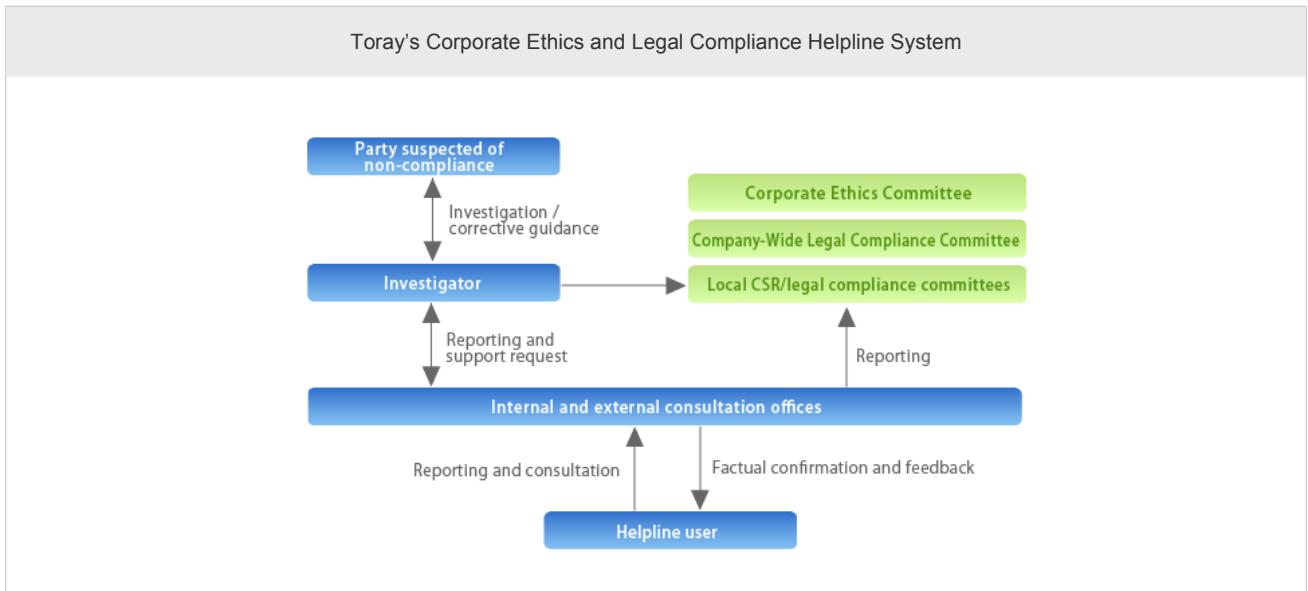 Toray’s Corporate Ethics and Legal Compliance Helpline System
Party suspected of
non-compliance
Investigation /
corrective guidance
Corporate Ethics Committee
Company-Wide Legal Compliance Committee
Investigator
Local CSR/legal compliance committees
Reporting and
support request
Reporting
Internal and external consultation offices
Reporting and consultation
Factual confirmation and feedback
Helpline user